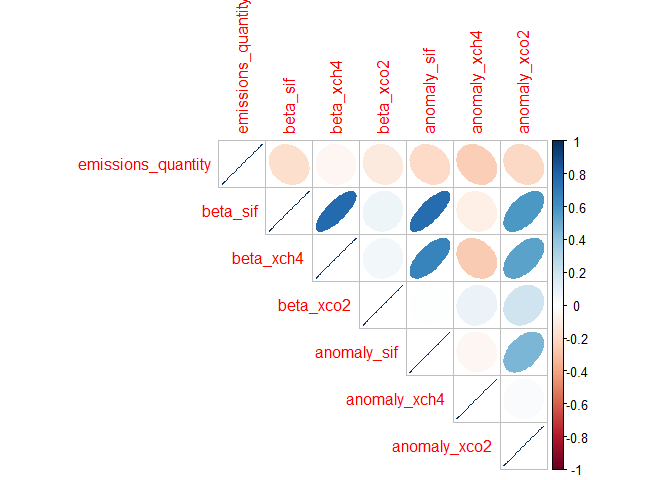 emissions_quantity
beta_sif
beta_xch4
beta_xco2
anomaly_sif
anomaly_xch4
anomaly_xco2
emissions_quantity
beta_sif
beta_xch4
beta_xco2
anomaly_sif
anomaly_xch4
anomaly_xco2
1
0.8
0.6
0.4
0.2
0
-0.2
-0.4
-0.6
-0.8
-1